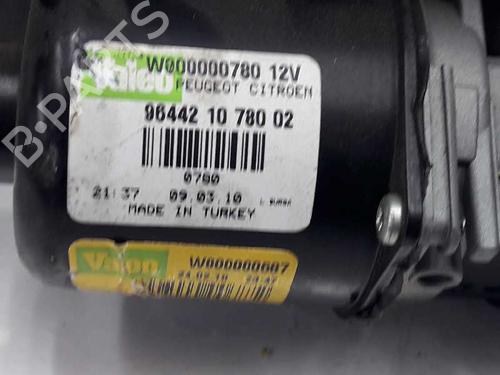 Valeo W000000780 12V
PEUGEOT CITROEN
96442 10 780 02
0780
21:37 09.03.10
MADE IN TURKEY
Valeo W000000607
B-PARTS